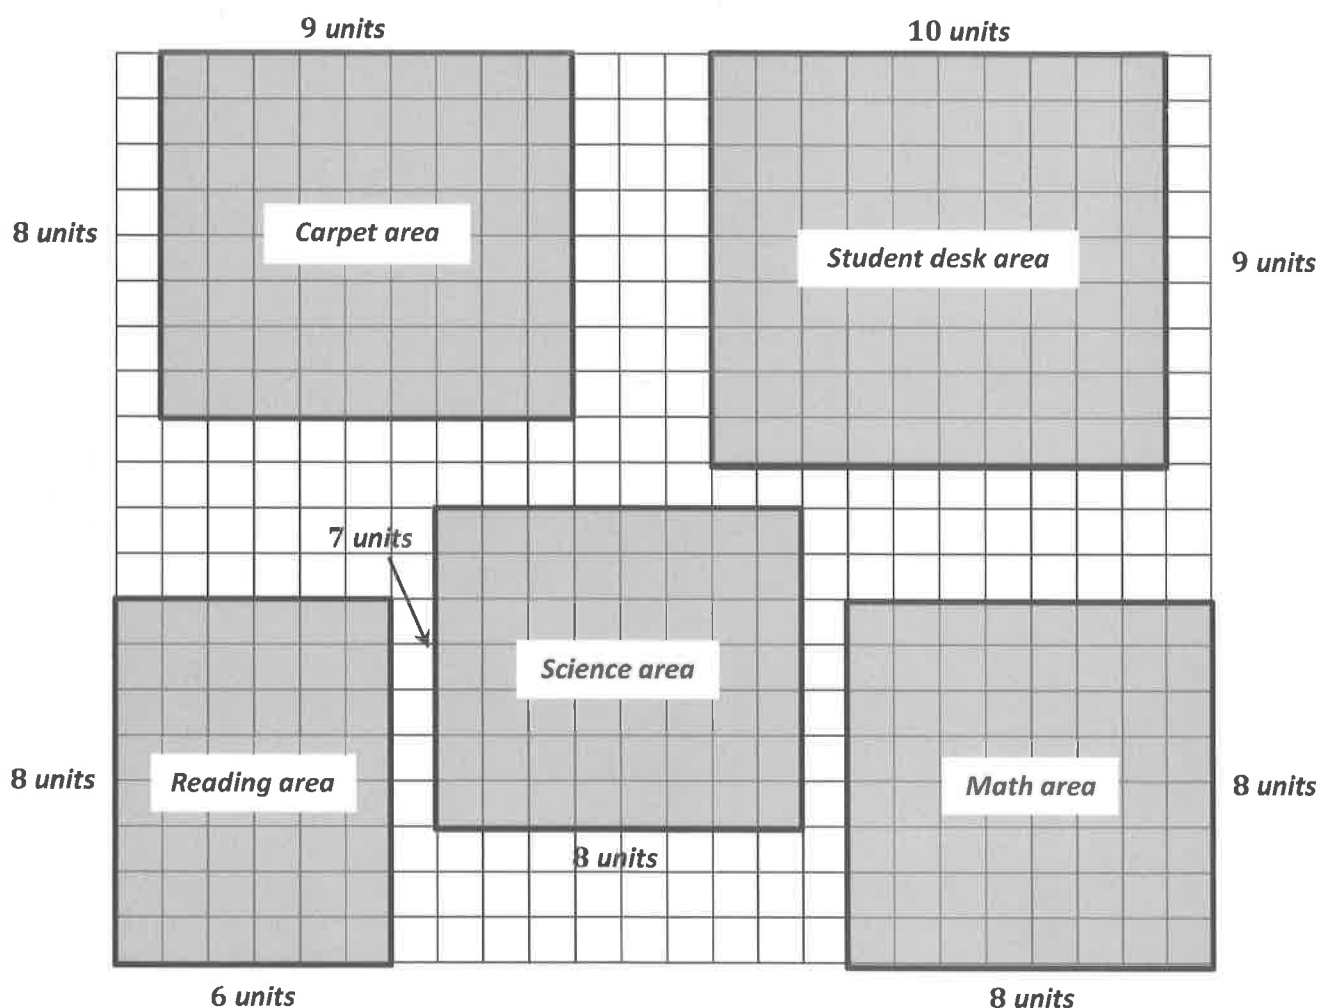 9 units
10 units
8 units
Carpet area
Student desk area
9 units
7 units
Science area
8 units
Reading area
Math area
8 units
8 units
6 units
8 units